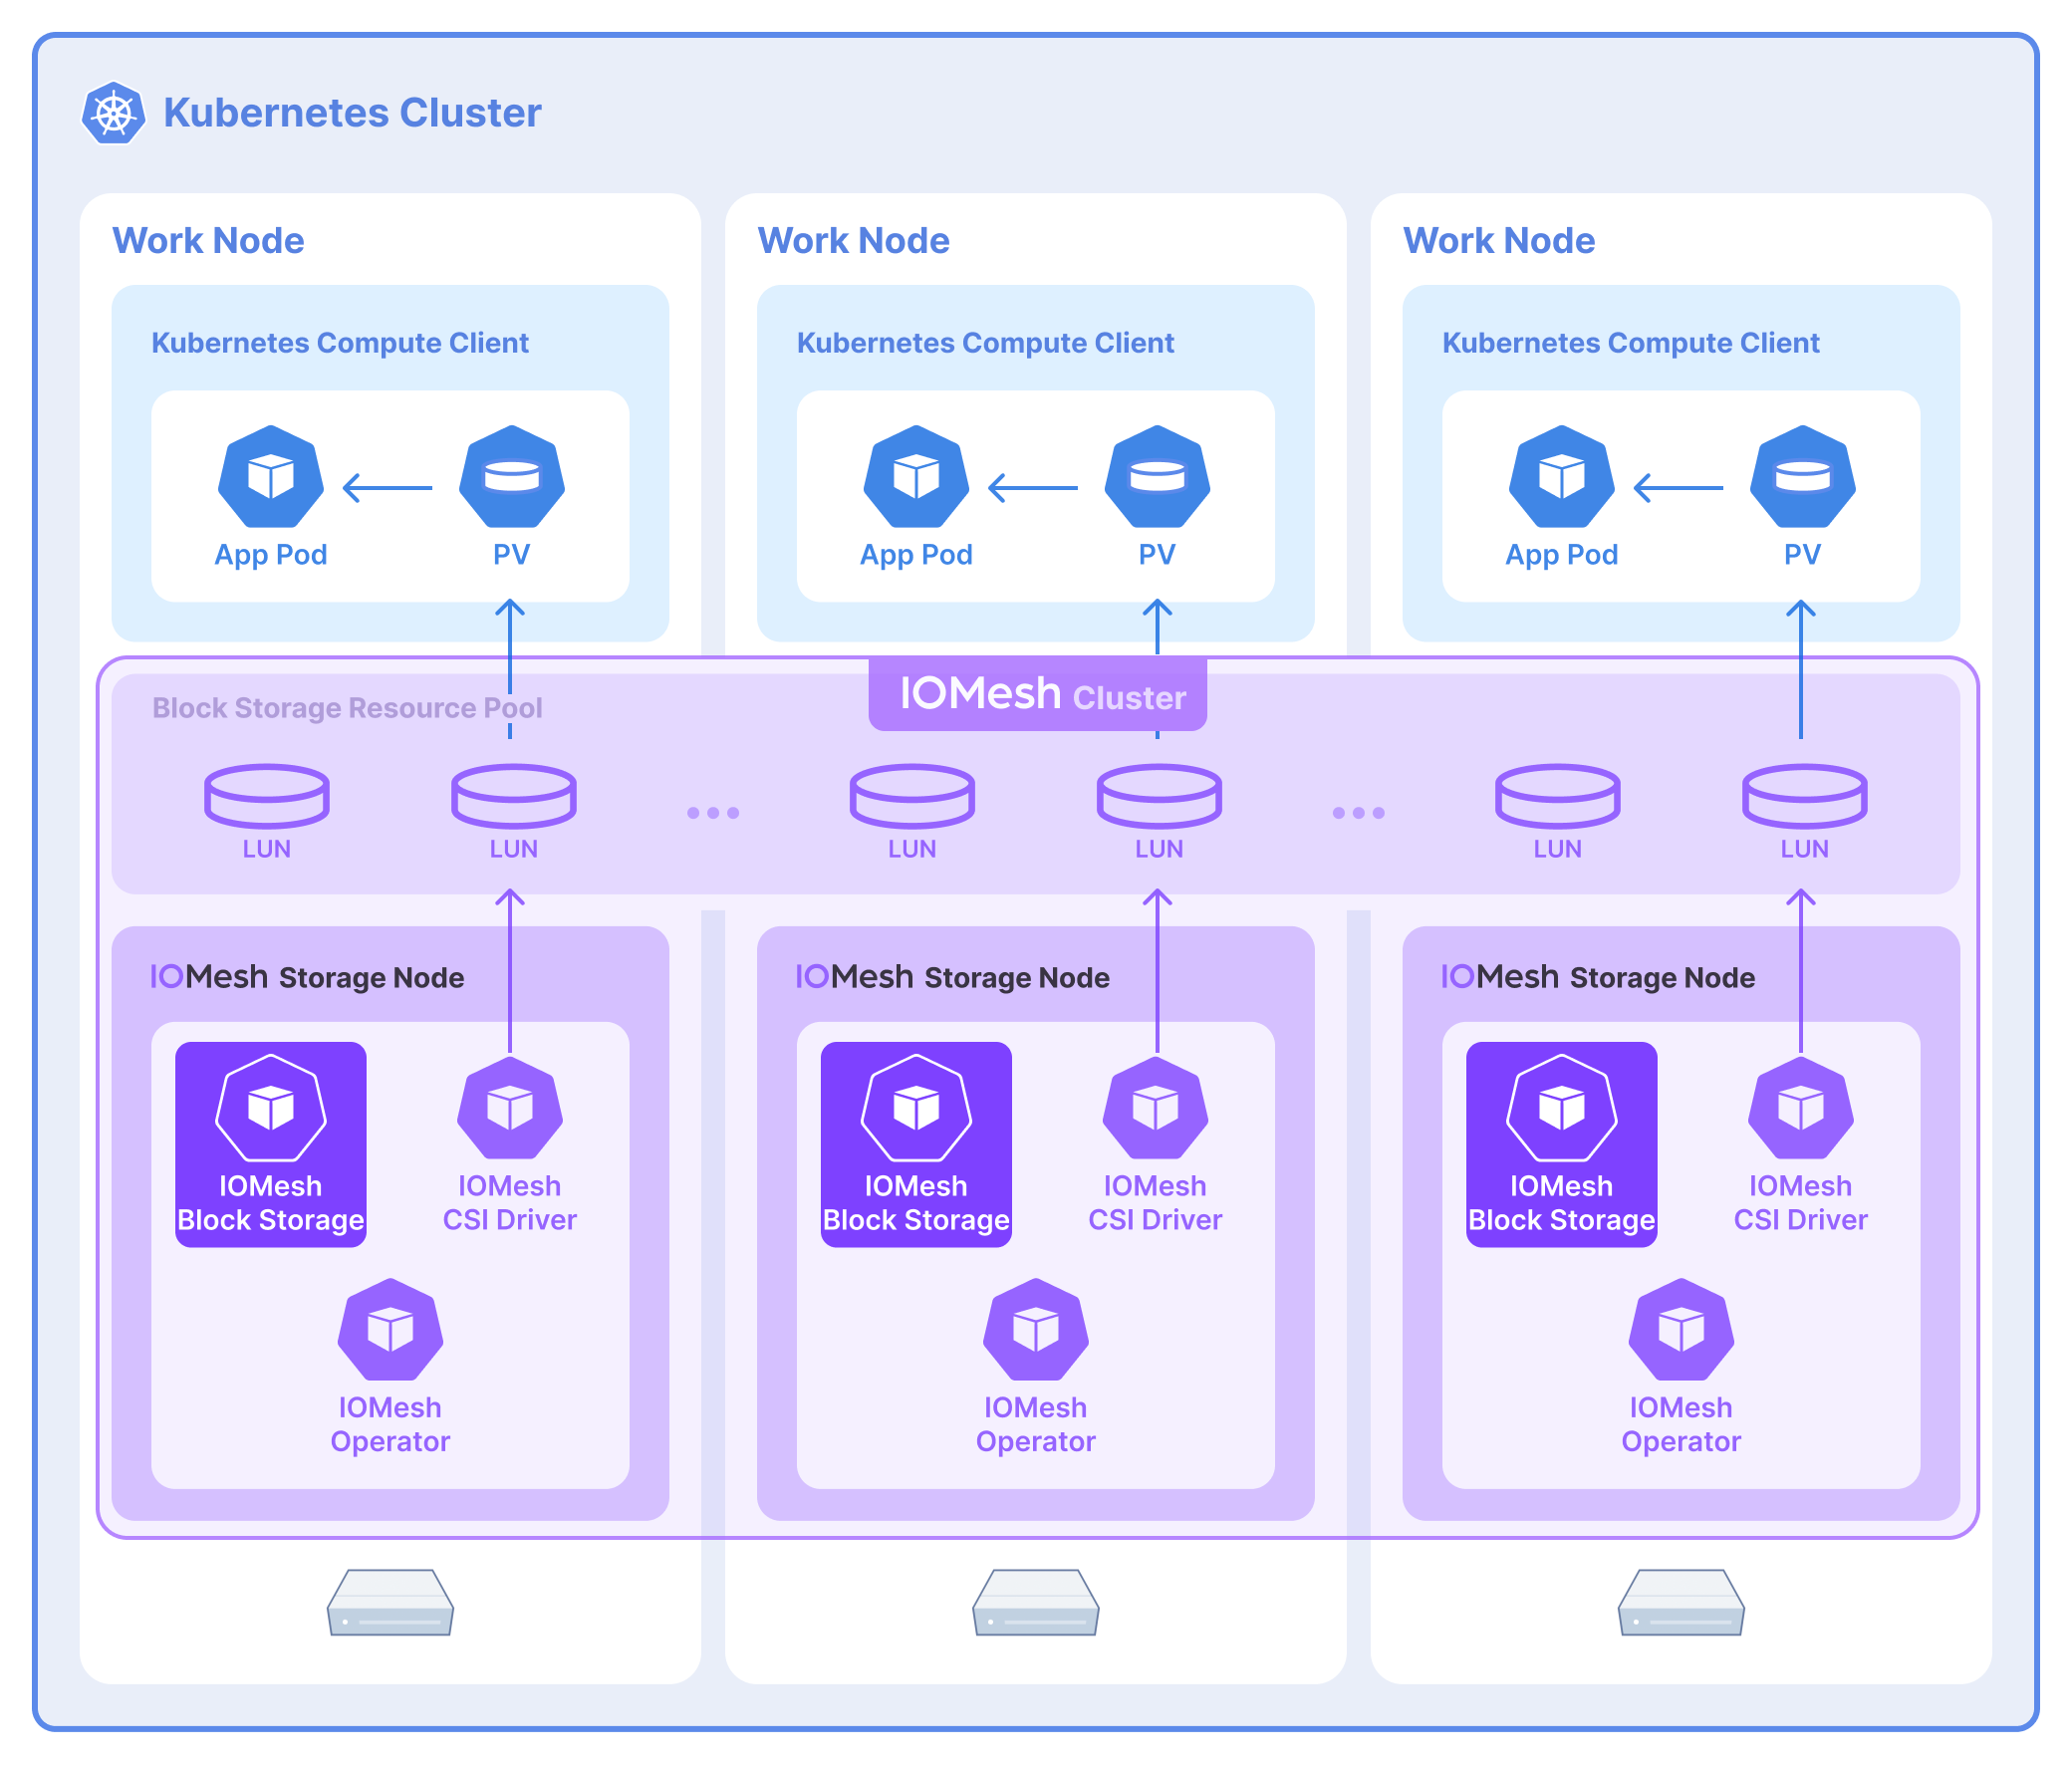 Kubernetes Cluster
Work Node
Work Node
Work Node
Kubernetes Compute Client
Kubernetes Compute Client
Kubernetes Compute Client
App Pod
PV
App Pod
PV
App Pod
PV
IOMesh Cluster
Block Storage Resource Pool
LUN
LUN
LUN
LUN
LUN
LUN
IOMesh Storage Node
IOMesh Storage Node
IOMesh Storage Node
IOMesh
Block Storage
IOMesh
CSI Driver
IOMesh
Block Storage
IOMesh
CSI Driver
IOMesh
Block Storage
IOMesh
CSI Driver
IOMesh
Operator
IOMesh
Operator
IOMesh
Operator